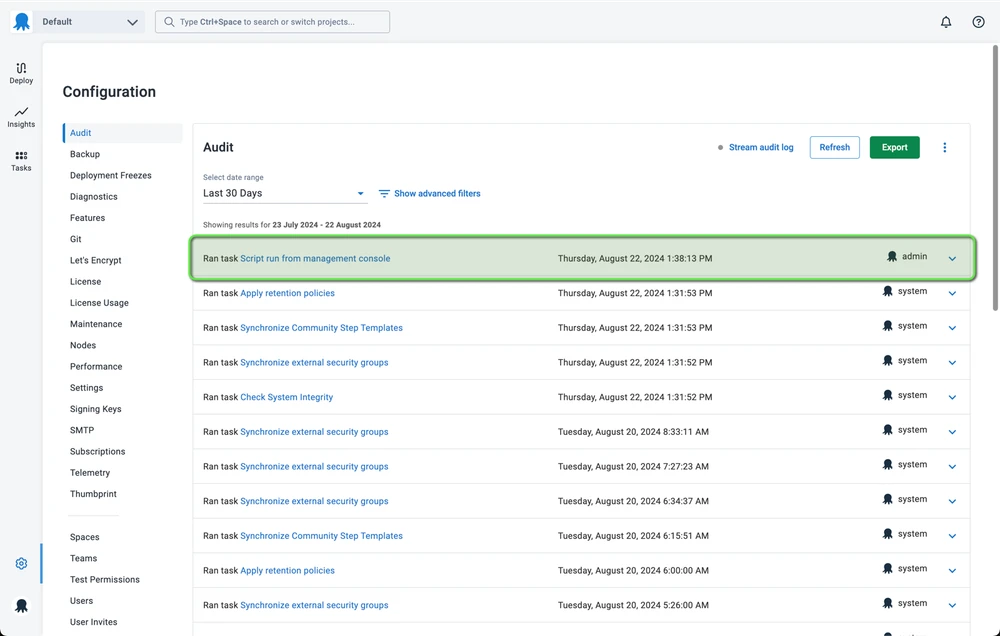 Default
Type Ctrl+Space to search or switch projects...
Deploy
Insights
Tasks
Configuration
Audit
Backup
Deployment Freezes
Diagnostics
Features
Git
Let's Encrypt
License
License Usage
Maintenance
Nodes
Performance
Settings
Signing Keys
SMTP
Subscriptions
Telemetry
Thumbprint
Spaces
Teams
Test Permissions
Users
User Invites
Audit
Stream audit log
Refresh
Export
Select date range
Last 30 Days
Show advanced filters
Showing results for 23 July 2024 - 22 August 2024
Ran task Script run from management console Thursday, August 22, 2024 1:38:13 PM admin
Ran task Apply retention policies Thursday, August 22, 2024 1:31:53 PM system
Ran task Synchronize Community Step Templates Thursday, August 22, 2024 1:31:53 PM system
Ran task Synchronize external security groups Thursday, August 22, 2024 1:31:52 PM system
Ran task Check System Integrity Thursday, August 22, 2024 1:31:52 PM system
Ran task Synchronize external security groups Tuesday, August 20, 2024 8:33:11 AM system
Ran task Synchronize external security groups Tuesday, August 20, 2024 7:27:23 AM system
Ran task Synchronize external security groups Tuesday, August 20, 2024 6:34:37 AM system
Ran task Synchronize Community Step Templates Tuesday, August 20, 2024 6:15:51 AM system
Ran task Apply retention policies Tuesday, August 20, 2024 6:00:00 AM system
Ran task Synchronize external security groups Tuesday, August 20, 2024 5:26:00 AM system